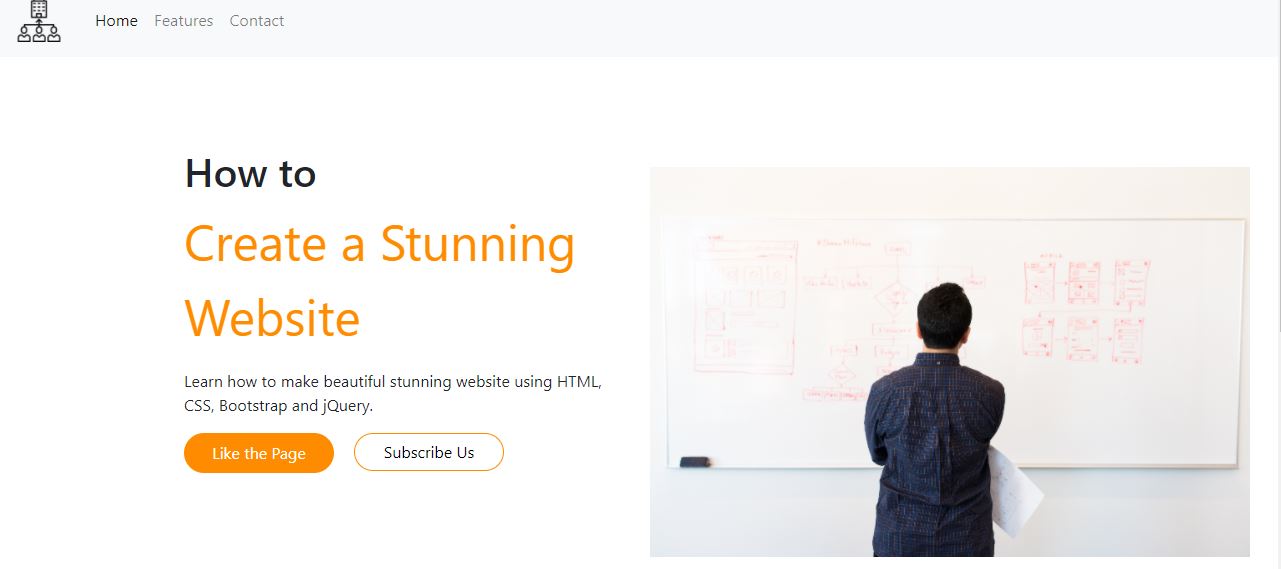 Home Features Contact
How to
Create a Stunning
Website
Learn how to make beautiful stunning website using HTML,
CSS, Bootstrap and jQuery.
Like the Page Subscribe Us